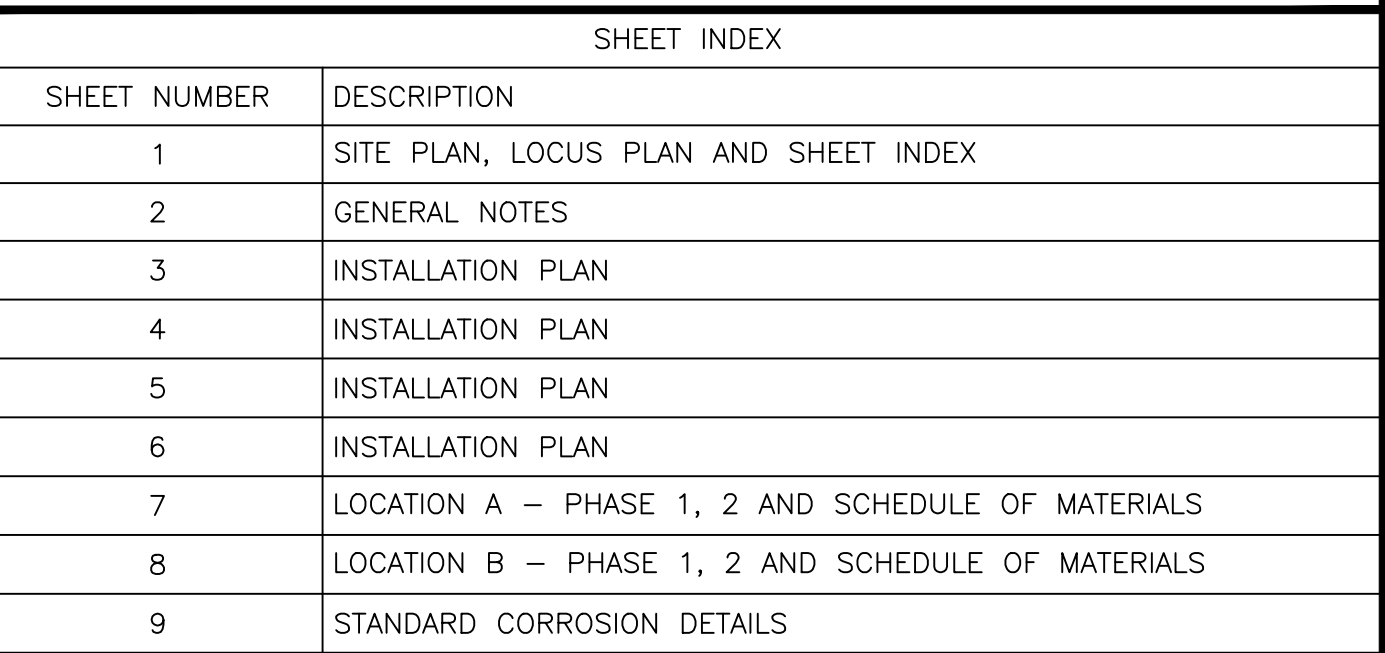 SHEET INDEX
SHEET NUMBER DESCRIPTION
1 SITE PLAN, LOCUS PLAN AND SHEET INDEX
2 GENERAL NOTES
3 INSTALLATION PLAN
4 INSTALLATION PLAN
5 INSTALLATION PLAN
6 INSTALLATION PLAN
7 LOCATION A – PHASE 1, 2 AND SCHEDULE OF MATERIALS
8 LOCATION B – PHASE 1, 2 AND SCHEDULE OF MATERIALS
9 STANDARD CORROSION DETAILS